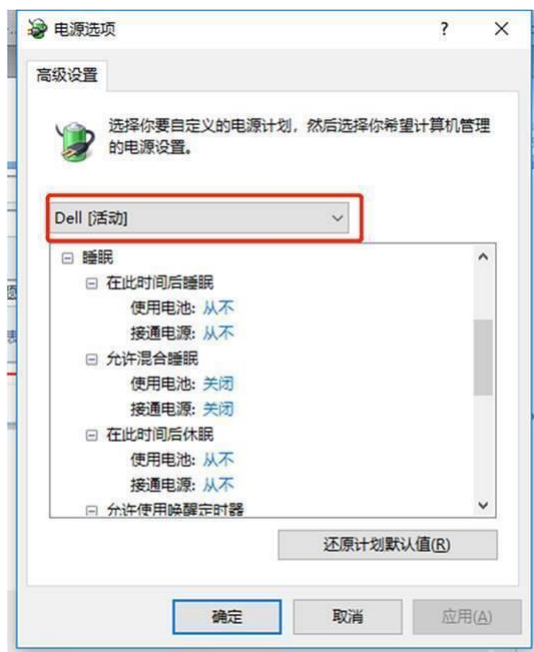 电源选项
高级设置
选择你要自定义的电源计划，然后选择你希望计算机管理
的电源设置。
Dell [活动]
睡眠
在此时间后睡眠
使用电池: 从不
接通电源: 从不
允许混合睡眠
使用电池: 关闭
接通电源: 关闭
在此时间后休眠
使用电池: 从不
接通电源: 从不
允许使用唤醒定时器
还原计划默认值(R)
确定
取消
应用(A)